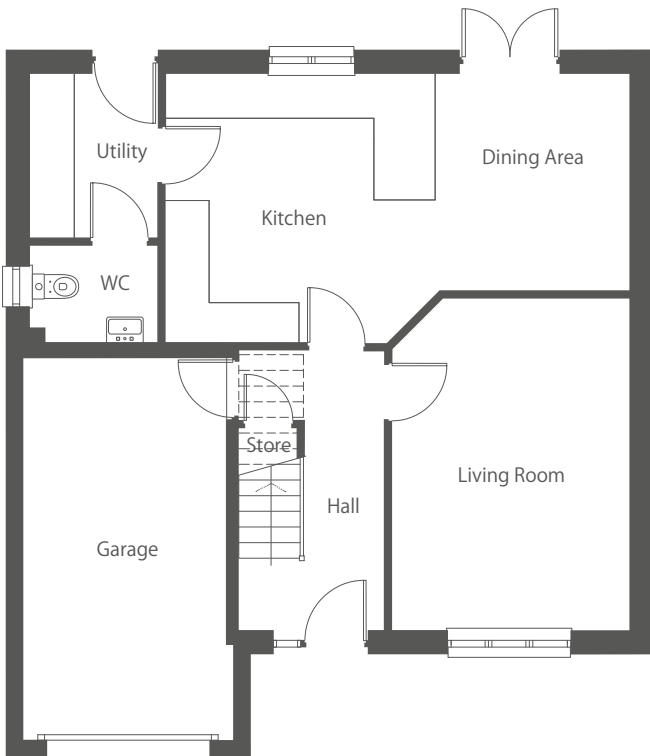 Utility
Dining Area
Kitchen
WC
Store
Living Room
Hall
Garage